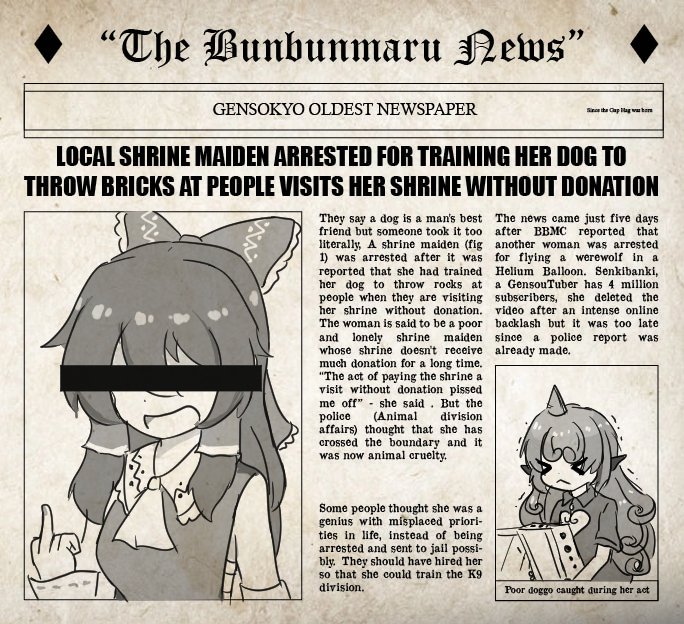 “The Bunbunmaru News”
GENSOKYO OLDEST NEWSPAPER
Since the Gap Hag was born
LOCAL SHRINE MAIDEN ARRESTED FOR TRAINING HER DOG TO
THROW BRICKS AT PEOPLE VISITS HER SHRINE WITHOUT DONATION
They say a dog is a man's best
friend but someone took it too
literally, A shrine maiden (fig
1) was arrested after it was
reported that she had trained
her dog to throw rocks at
people when they are visiting
her shrine without donation.
The woman is said to be a poor
and lonely shrine maiden
whose shrine doesn't receive
much donation for a long time.
“The act of paying the shrine a
visit without donation pissed
me off” - she said . But the
police (Animal division
affairs) thought that she has
crossed the boundary and it
was now animal cruelty.
Some people thought she was a
genius with misplaced priori-
ties in life, instead of being
arrested and sent to jail possi-
bly. They should have hired her
so that she could train the K9
division.
The news came just five days
after BBMC reported that
another woman was arrested
for flying a werewolf in a
Helium Balloon. Senkibanki,
a GensouTuber has 4 million
subscribers, she deleted the
video after an intense online
backlash but it was too late
since a police report was
already made.
Poor doggo caught during her act